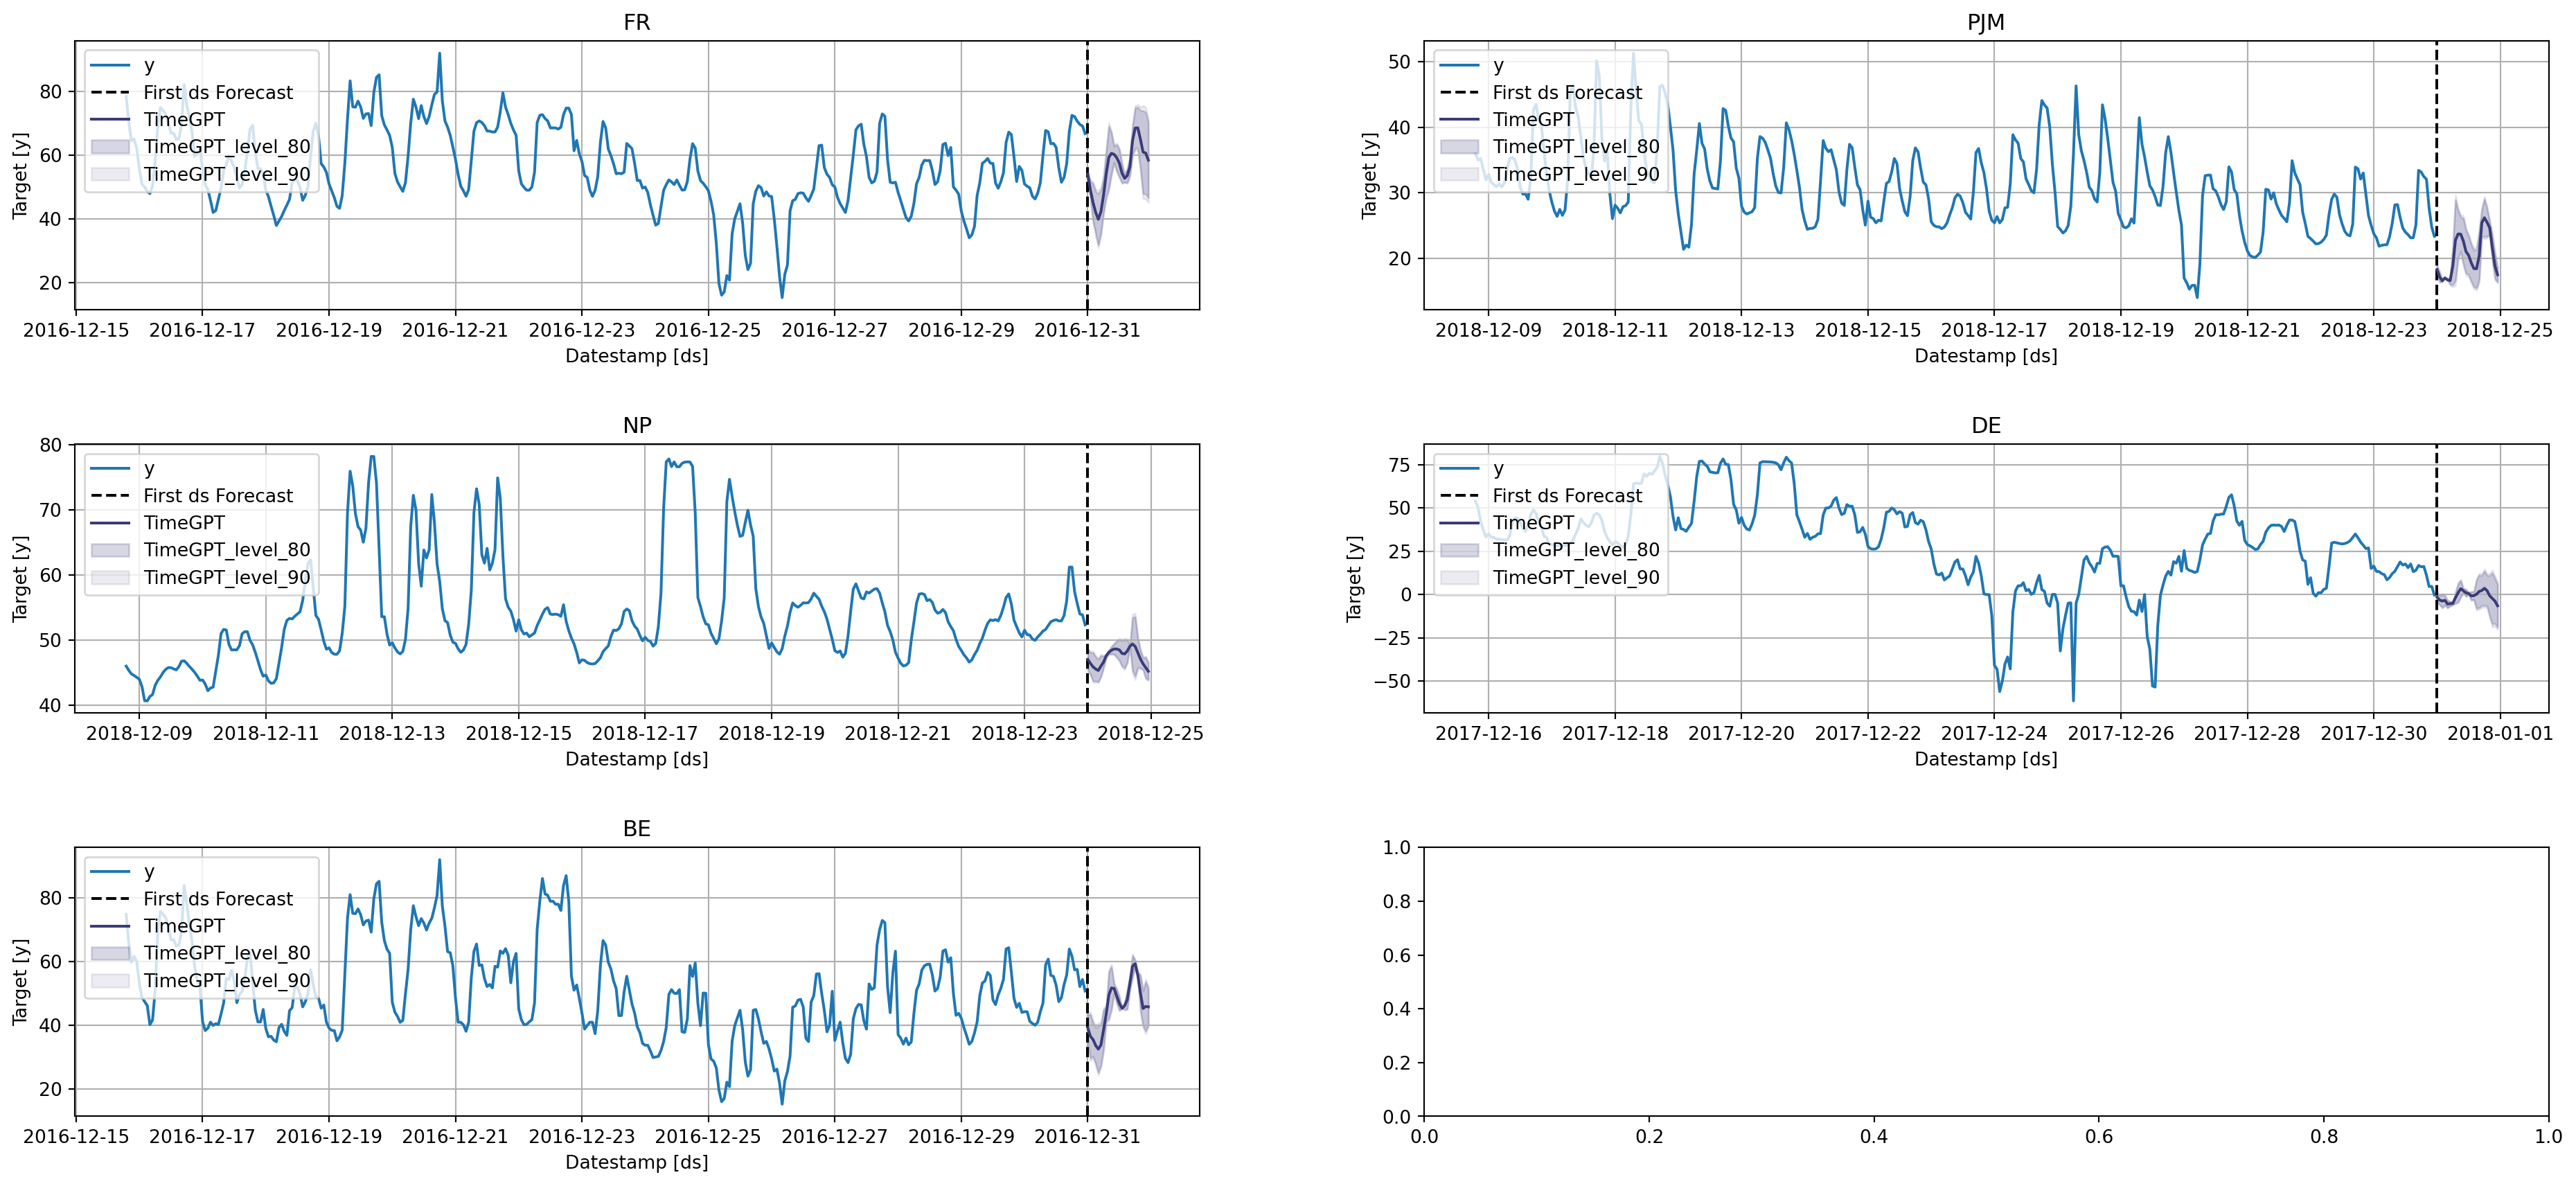 FR
Target [y]
80
60
40
20
y
First ds Forecast
TimeGPT
TimeGPT_level_80
TimeGPT_level_90
2016-12-15 2016-12-17 2016-12-19 2016-12-21 2016-12-23 2016-12-25 2016-12-27 2016-12-29 2016-12-31
Datestamp [ds]
PJM
Target [y]
50
40
30
20
y
First ds Forecast
TimeGPT
TimeGPT_level_80
TimeGPT_level_90
2018-12-09 2018-12-11 2018-12-13 2018-12-15 2018-12-17 2018-12-19 2018-12-21 2018-12-23 2018-12-25
Datestamp [ds]
NP
Target [y]
80
70
60
50
40
y
First ds Forecast
TimeGPT
TimeGPT_level_80
TimeGPT_level_90
2018-12-09 2018-12-11 2018-12-13 2018-12-15 2018-12-17 2018-12-19 2018-12-21 2018-12-23 2018-12-25
Datestamp [ds]
DE
Target [y]
75
50
25
0
−25
−50
y
First ds Forecast
TimeGPT
TimeGPT_level_80
TimeGPT_level_90
2017-12-16 2017-12-18 2017-12-20 2017-12-22 2017-12-24 2017-12-26 2017-12-28 2017-12-30 2018-01-01
Datestamp [ds]
BE
Target [y]
80
60
40
20
y
First ds Forecast
TimeGPT
TimeGPT_level_80
TimeGPT_level_90
2016-12-15 2016-12-17 2016-12-19 2016-12-21 2016-12-23 2016-12-25 2016-12-27 2016-12-29 2016-12-31
Datestamp [ds]
1.0
0.8
0.6
0.4
0.2
0.0
0.0 0.2 0.4 0.6 0.8 1.0